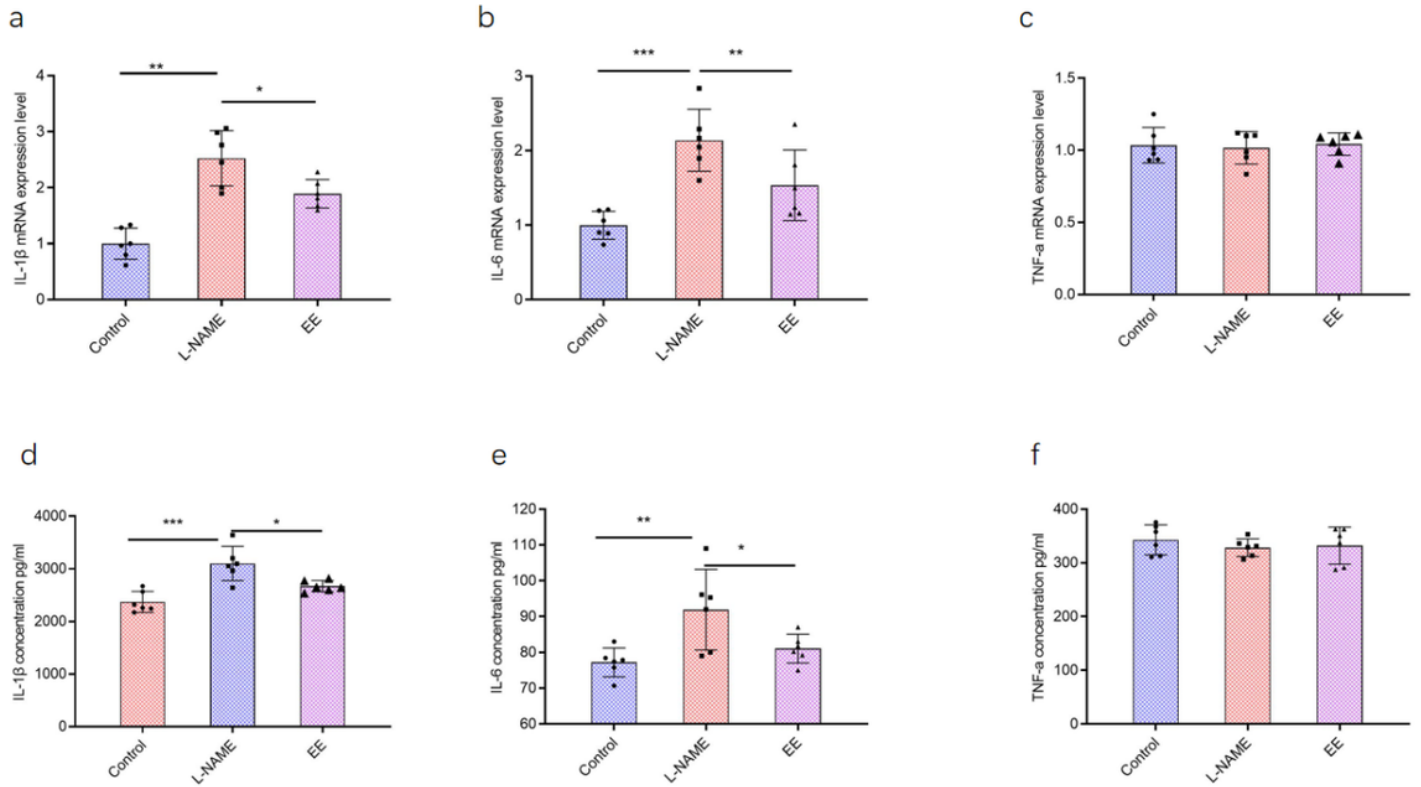 a
b
c
**
*
IL-1β mRNA expression level
4
3
2
1
0
Control
L-NAME
EE
***
**
IL-6 mRNA expression level
3
2
1
0
Control
L-NAME
EE
TNF-a mRNA expression level
1.5
1.0
0.5
0.0
Control
L-NAME
EE
d
e
f
***
*
IL-1β concentration pg/ml
4000
3000
2000
1000
0
Control
L-NAME
EE
**
*
IL-6 concentration pg/ml
120
110
100
90
80
70
60
Control
L-NAME
EE
TNF-a concentration pg/ml
400
300
200
100
0
Control
L-NAME
EE